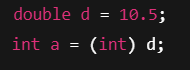 double d = 10.5;
int a = (int) d;